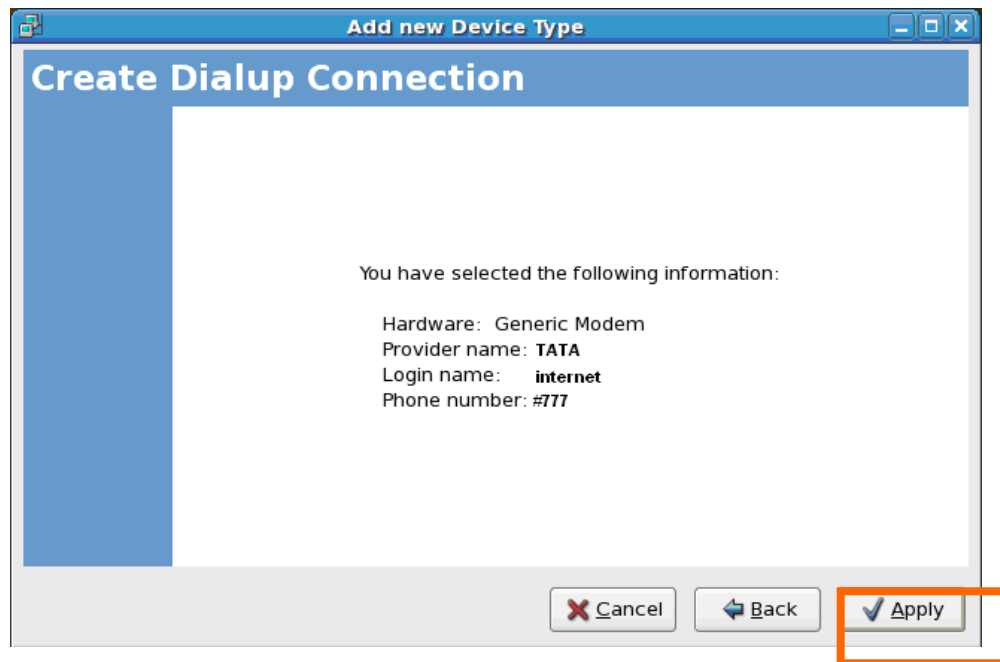 Add new Device Type
Create Dialup Connection
You have selected the following information:
Hardware: Generic Modem
Provider name: TATA
Login name: internet
Phone number: #777
Cancel
Back
Apply